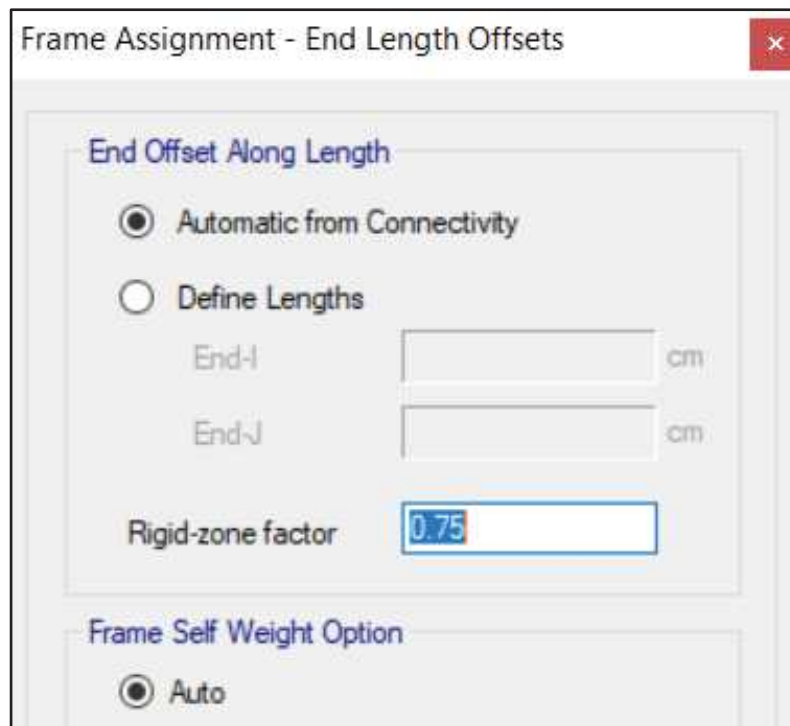 Frame Assignment - End Length Offsets
End Offset Along Length
Automatic from Connectivity
Define Lengths
End-I cm
End-J cm
Rigid-zone factor 0.75
Frame Self Weight Option
Auto